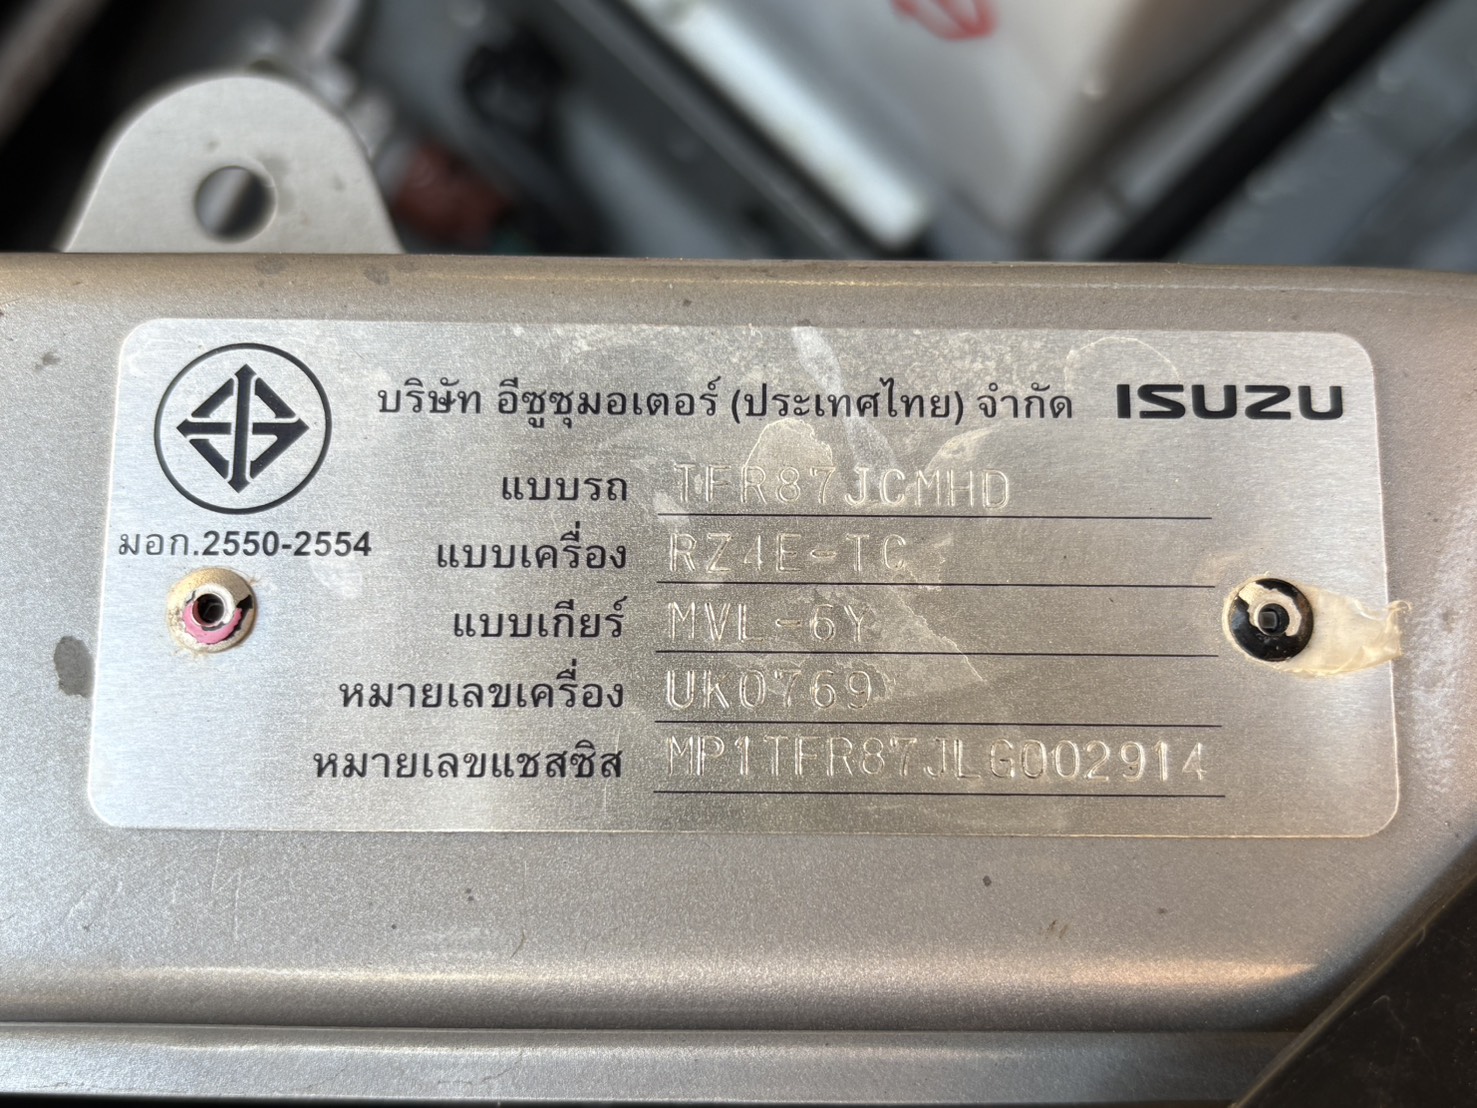 บริษัท อีซูซุมอเตอร์ (ประเทศไทย) จำกัด ISUZU
แบบรถ TFR87JCMHD
มอก.2550-2554
แบบเครื่อง RZ4E-TC
แบบเกียร์ MVL-6Y
หมายเลขเครื่อง UK0769
หมายเลขแชสซิส MP1TFR87JLG002914